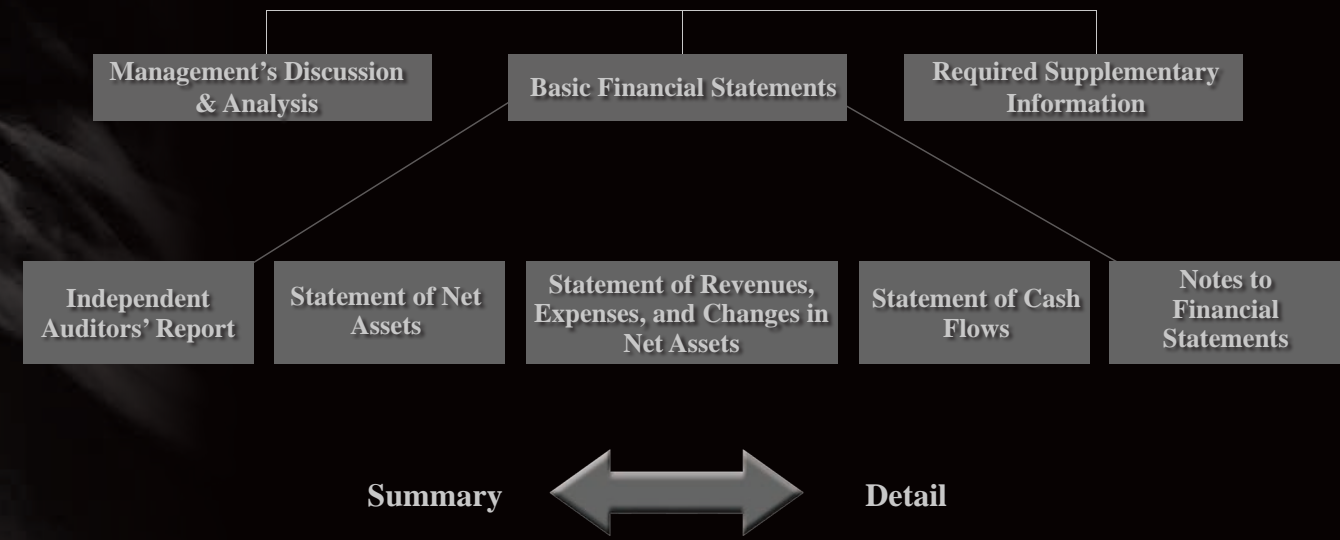 Management’s Discussion
& Analysis
Basic Financial Statements
Required Supplementary
Information
Independent
Auditors’ Report
Statement of Net
Assets
Statement of Revenues,
Expenses, and Changes in
Net Assets
Statement of Cash
Flows
Notes to
Financial
Statements
Summary
Detail